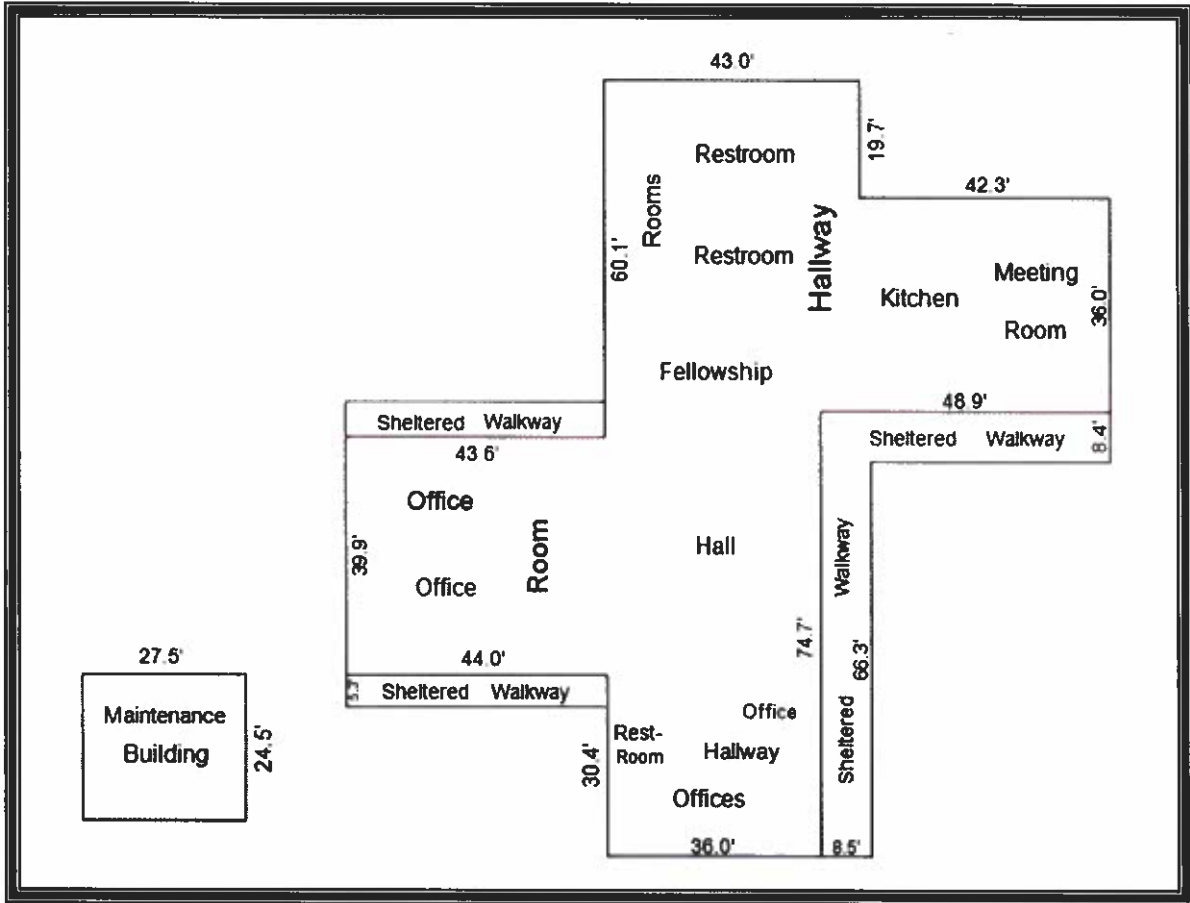 43.0'
19.7'
Restroom
42.3'
Rooms
Hallway
60.1'
Restroom
Meeting
Kitchen
36.0'
Room
Fellowship
48.9'
Sheltered Walkway
Sheltered Walkway
8.4'
43 6'
Office
Room
39.9'
Hall
Walkway
Office
74.7'
66.3'
27.5'
44.0'
Sheltered Walkway
Maintenance
Building
24.5'
Office
Sheltered
Rest-
Room
Hallway
30.4'
Offices
36.0'
8.5'